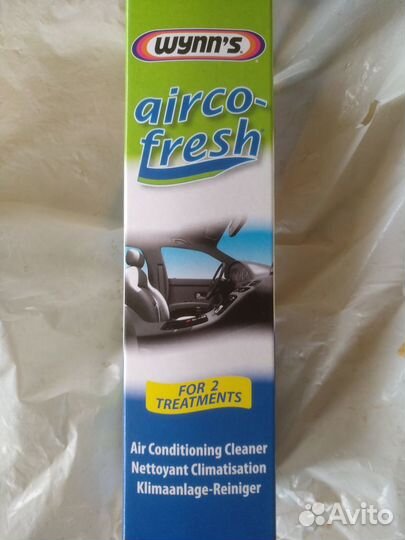 Wynn's
airco-
fresh
FOR 2
TREATMENTS
Air Conditioning Cleaner
Nettoyant Climatisation
Klimaanlage-Reiniger
Avito